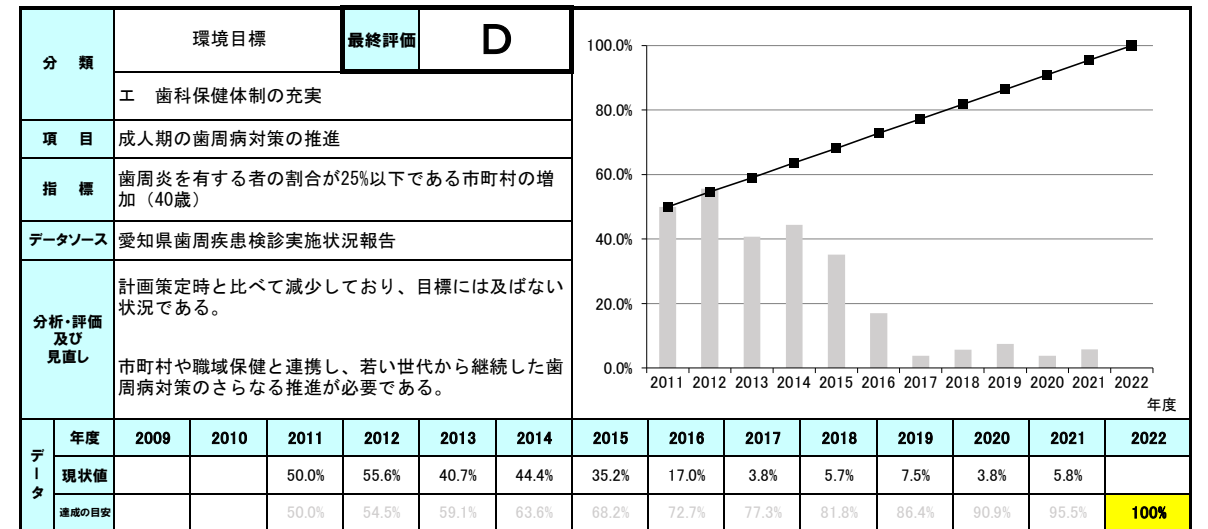 分 類
環境目標
最終評価
D
エ 歯科保健体制の充実
項 目
成人期の歯周病対策の推進
指 標
歯周炎を有する者の割合が25%以下である市町村の増
加（40歳）
データソース
愛知県歯周疾患検診実施状況報告
分析・評価
及び
見直し
計画策定時と比べて減少しており、目標には及ばない
状況である。
市町村や職域保健と連携し、若い世代から継続した歯
周病対策のさらなる推進が必要である。
100.0%
80.0%
60.0%
40.0%
20.0%
0.0%
2011 2012 2013 2014 2015 2016 2017 2018 2019 2020 2021 2022
年度
データ
年度 2009 2010 2011 2012 2013 2014 2015 2016 2017 2018 2019 2020 2021 2022
現状値 50.0% 55.6% 40.7% 44.4% 35.2% 17.0% 3.8% 5.7% 7.5% 3.8% 5.8%
達成の目安 50.0% 54.5% 59.1% 63.6% 68.2% 72.7% 77.3% 81.8% 86.4% 90.9% 95.5% 100%